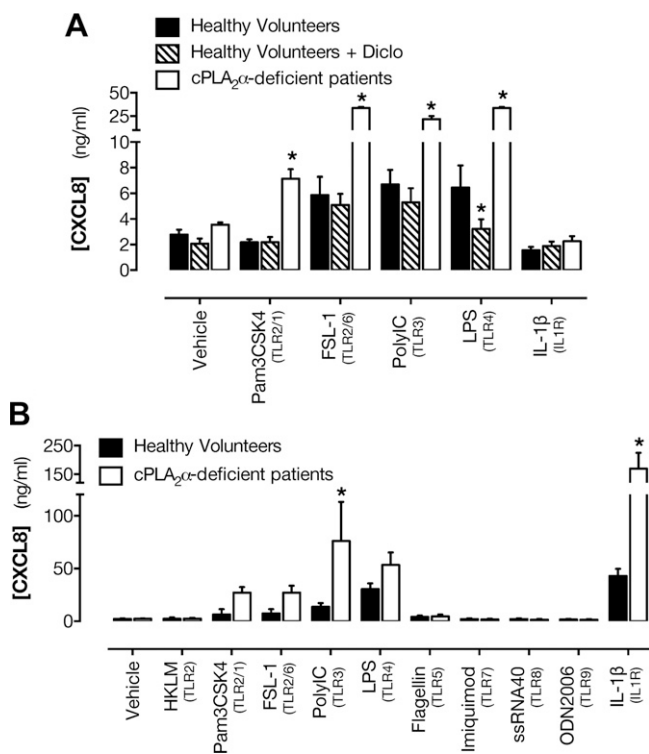 A
Healthy Volunteers
Healthy Volunteers + Diclo
cPLA₂α-deficient patients
[CXCL8] (ng/ml)
50
25
10
8
6
4
2
0
*
*
*
*
*
Vehicle
Pam3CSK4 (TLR2/1)
FSL-1 (TLR2/6)
PolyIC (TLR3)
LPS (TLR4)
IL-1β (IL1R)
B
Healthy Volunteers
cPLA₂α-deficient patients
[CXCL8] (ng/ml)
250
150
100
50
0
*
*
Vehicle
HKLM (TLR2)
Pam3CSK4 (TLR2/1)
FSL-1 (TLR2/6)
PolyIC (TLR3)
LPS (TLR4)
Flagellin (TLR5)
Imiquimod (TLR7)
ssRNA40 (TLR8)
ODN2006 (TLR9)
IL-1β (IL1R)